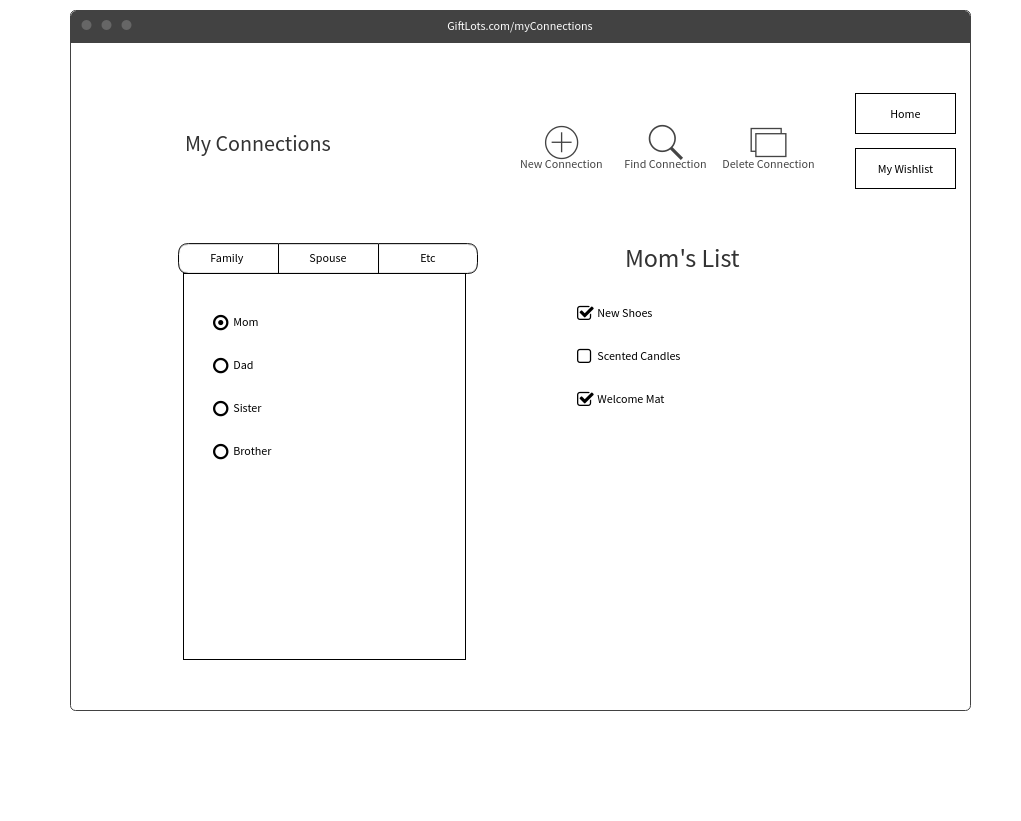 GiftLots.com/myConnections
Home
My Connections
New Connection
Find Connection
Delete Connection
My Wishlist
Family
Spouse
Etc
Mom
Dad
Sister
Brother
Mom's List
New Shoes
Scented Candles
Welcome Mat